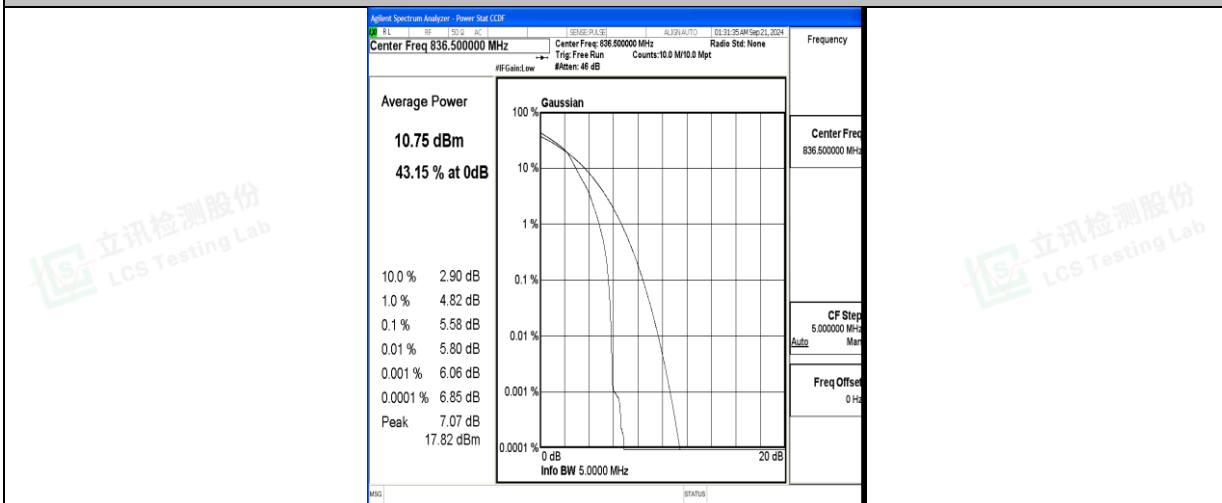 Agilent Spectrum Analyzer - Power Stat CCDF
RL RF 50 Ω AC SENSE:PULSE ALIGN AUTO 01:31:35 AM Sep 21, 2024
Center Freq 836.500000 MHz
Center Freq: 836.500000 MHz Radio Std: None
Trig: Free Run Counts:10.0 M/10.0 Mpt
#IFGain:Low #Atten: 46 dB
Frequency
Average Power
10.75 dBm
43.15 % at 0dB
10.0 % 2.90 dB
1.0 % 4.82 dB
0.1 % 5.58 dB
0.01 % 5.80 dB
0.001 % 6.06 dB
0.0001 % 6.85 dB
Peak 7.07 dB
17.82 dBm
Gaussian
100 %
10 %
1 %
0.1 %
0.01 %
0.001 %
0.0001 %
0 dB 20 dB
Info BW 5.0000 MHz
Center Freq
836.500000 MHz
CF Step
5.000000 MHz
Auto Man
Freq Offset
0 Hz
MSG STATUS
立讯检测股份
LCS Testing Lab
立讯检测股份
LCS Testing Lab